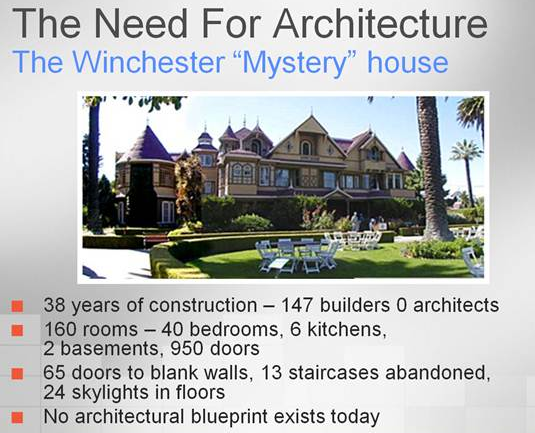 The Need For Architecture
The Winchester “Mystery” house
38 years of construction – 147 builders 0 architects
160 rooms – 40 bedrooms, 6 kitchens,
2 basements, 950 doors
65 doors to blank walls, 13 staircases abandoned,
24 skylights in floors
No architectural blueprint exists today